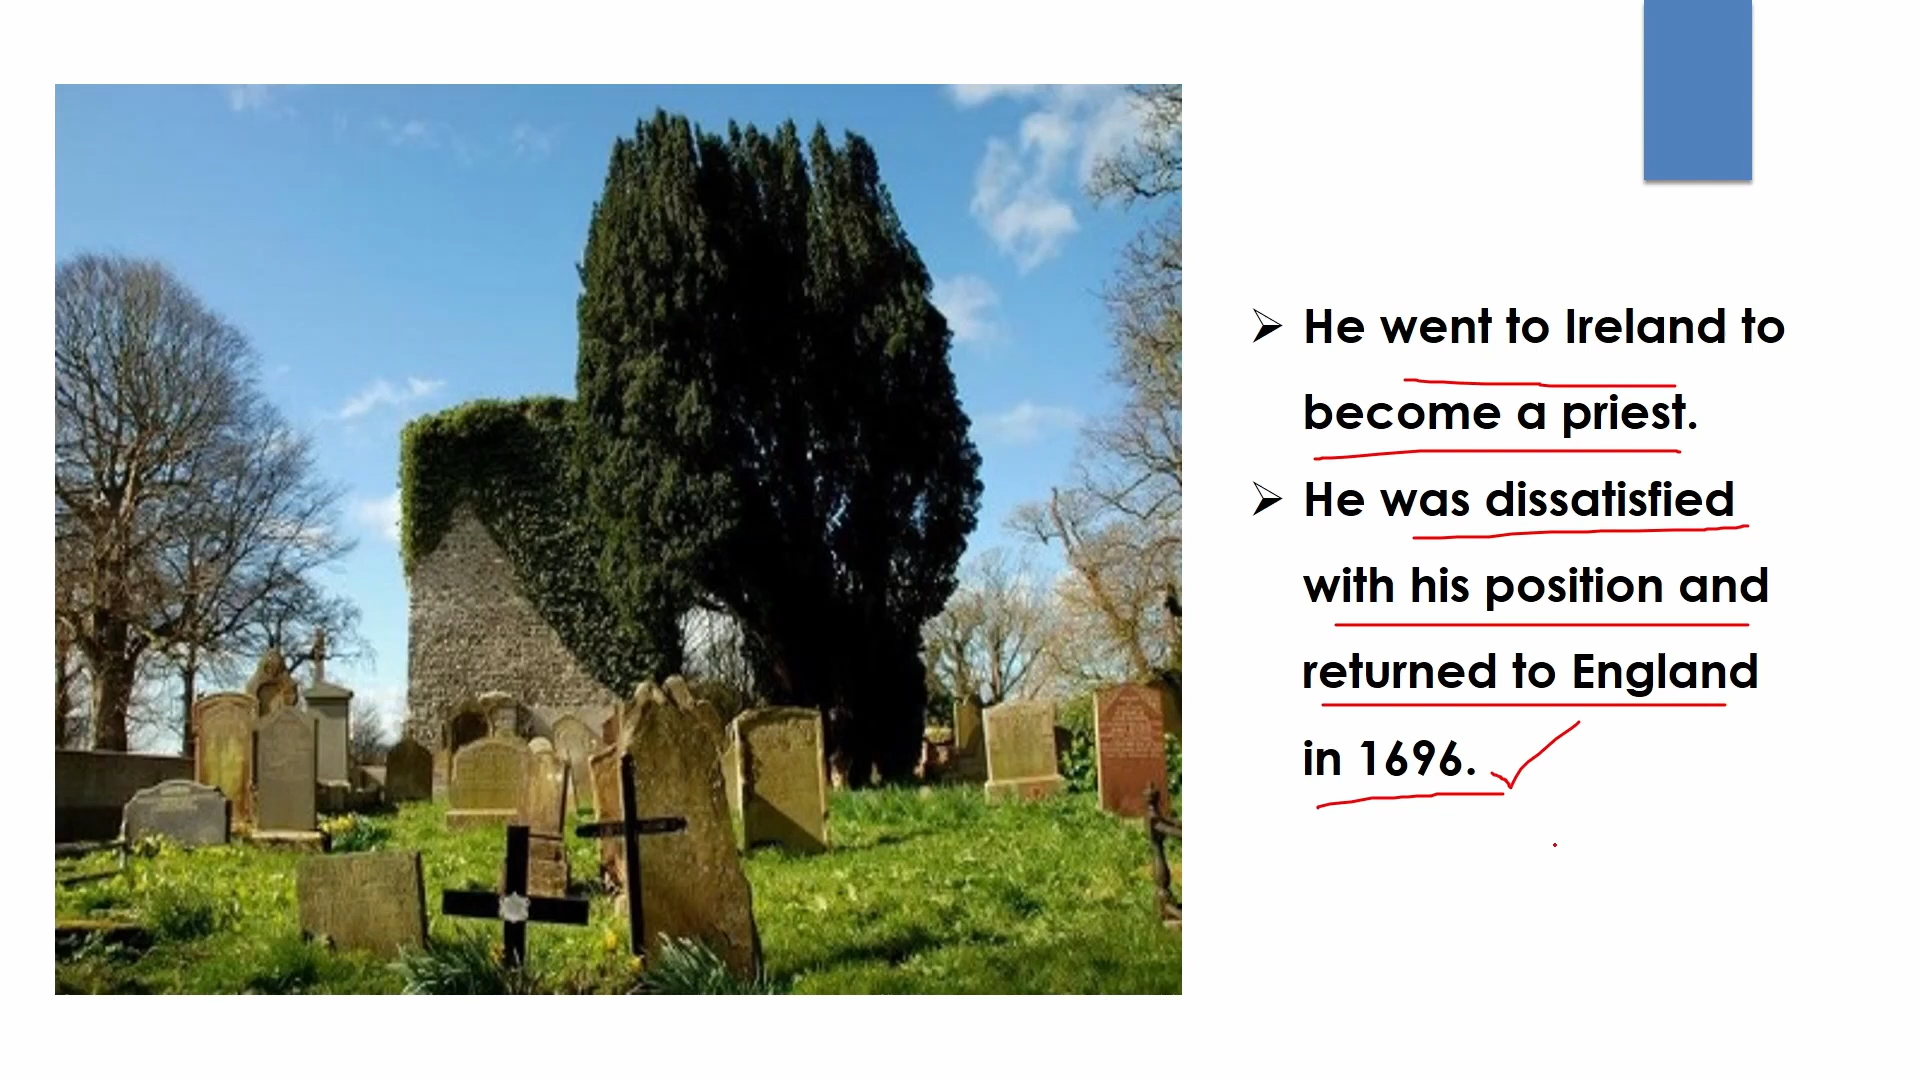 ➢ He went to Ireland to
become a priest.
➢ He was dissatisfied
with his position and
returned to England
in 1696.